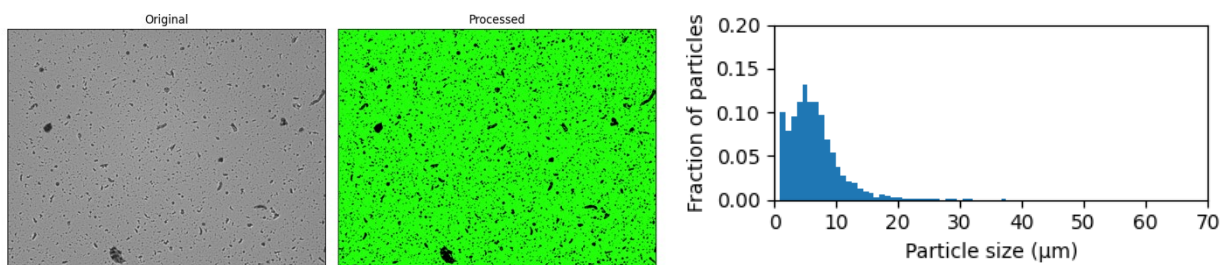 Original
Processed
0.20
0.15
0.10
0.05
0.00
Fraction of particles
0 10 20 30 40 50 60 70
Particle size (μm)